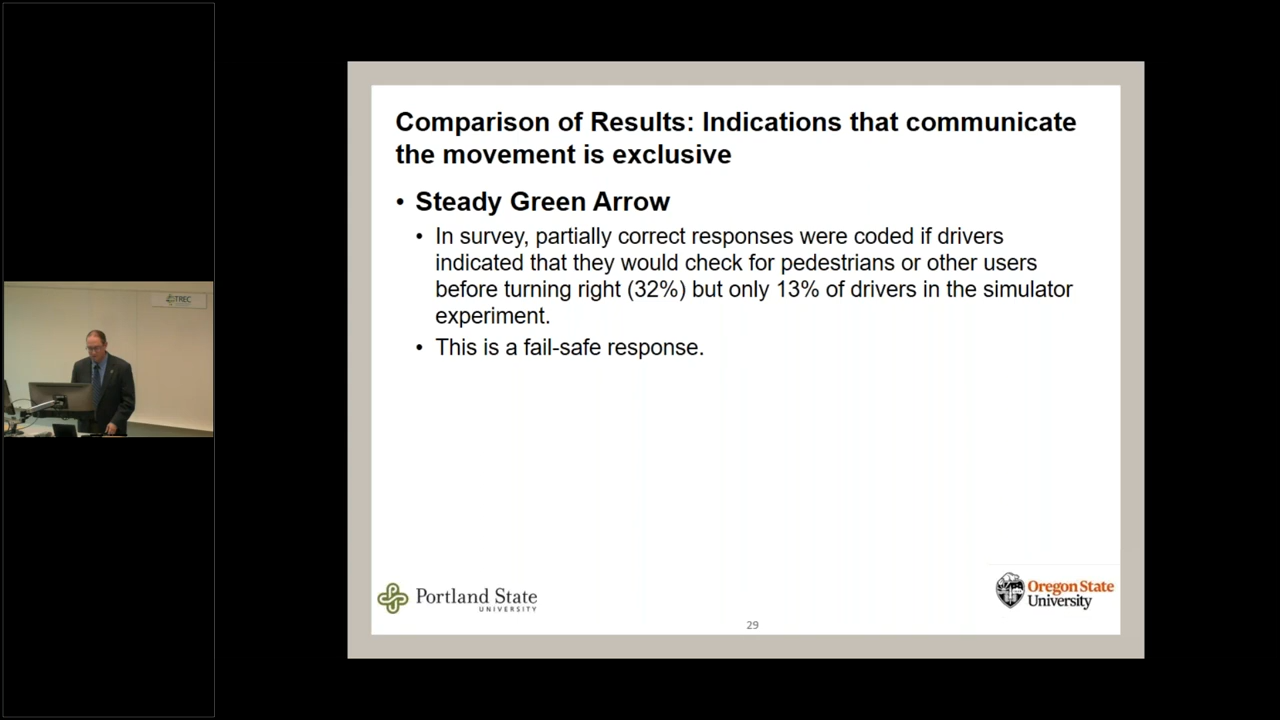 TREC
Comparison of Results: Indications that communicate
the movement is exclusive
• Steady Green Arrow
• In survey, partially correct responses were coded if drivers
indicated that they would check for pedestrians or other users
before turning right (32%) but only 13% of drivers in the simulator
experiment.
• This is a fail-safe response.
Portland State
UNIVERSITY
Oregon State
University
29